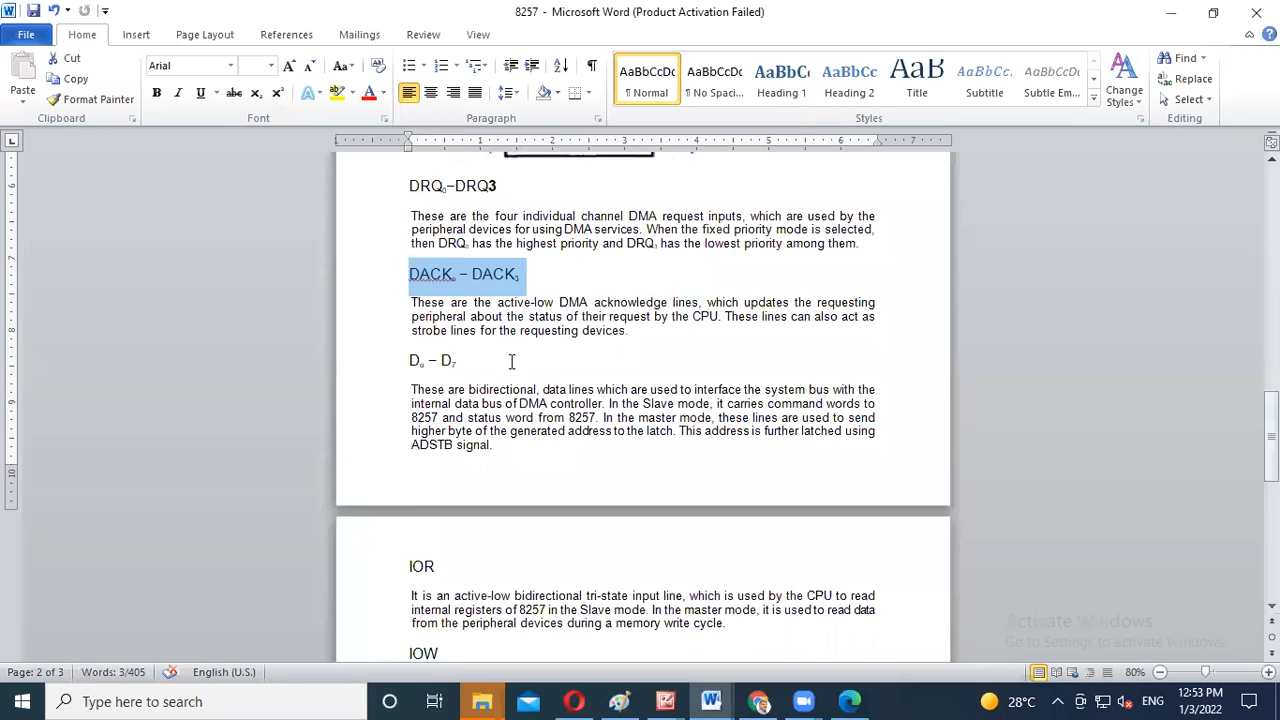 8257 - Microsoft Word (Product Activation Failed)
File Home Insert Page Layout References Mailings Review View
Paste
Cut
Copy
Format Painter
Clipboard
Arial
Font
Paragraph
AaBbCcDc AaBbCcDc AaBbC AaBbCc AaB AaBbCcL AaBbCcDc
¶ Normal ¶ No Spaci... Heading 1 Heading 2 Title Subtitle Subtle Em...
Styles
Change Styles
Find
Replace
Select
Editing
DRQ0−DRQ3
These are the four individual channel DMA request inputs, which are used by the
peripheral devices for using DMA services. When the fixed priority mode is selected,
then DRQ0 has the highest priority and DRQ3 has the lowest priority among them.
DACK0 − DACK3
These are the active-low DMA acknowledge lines, which updates the requesting
peripheral about the status of their request by the CPU. These lines can also act as
strobe lines for the requesting devices.
D0 − D7
These are bidirectional, data lines which are used to interface the system bus with the
internal data bus of DMA controller. In the Slave mode, it carries command words to
8257 and status word from 8257. In the master mode, these lines are used to send
higher byte of the generated address to the latch. This address is further latched using
ADSTB signal.
IOR
It is an active-low bidirectional tri-state input line, which is used by the CPU to read
internal registers of 8257 in the Slave mode. In the master mode, it is used to read data
from the peripheral devices during a memory write cycle.
IOW
Activate Windows
Go to Settings to activate Windows.
Page: 2 of 3 Words: 3/405 English (U.S.) 80%
Type here to search
28°C ENG
12:53 PM
1/3/2022